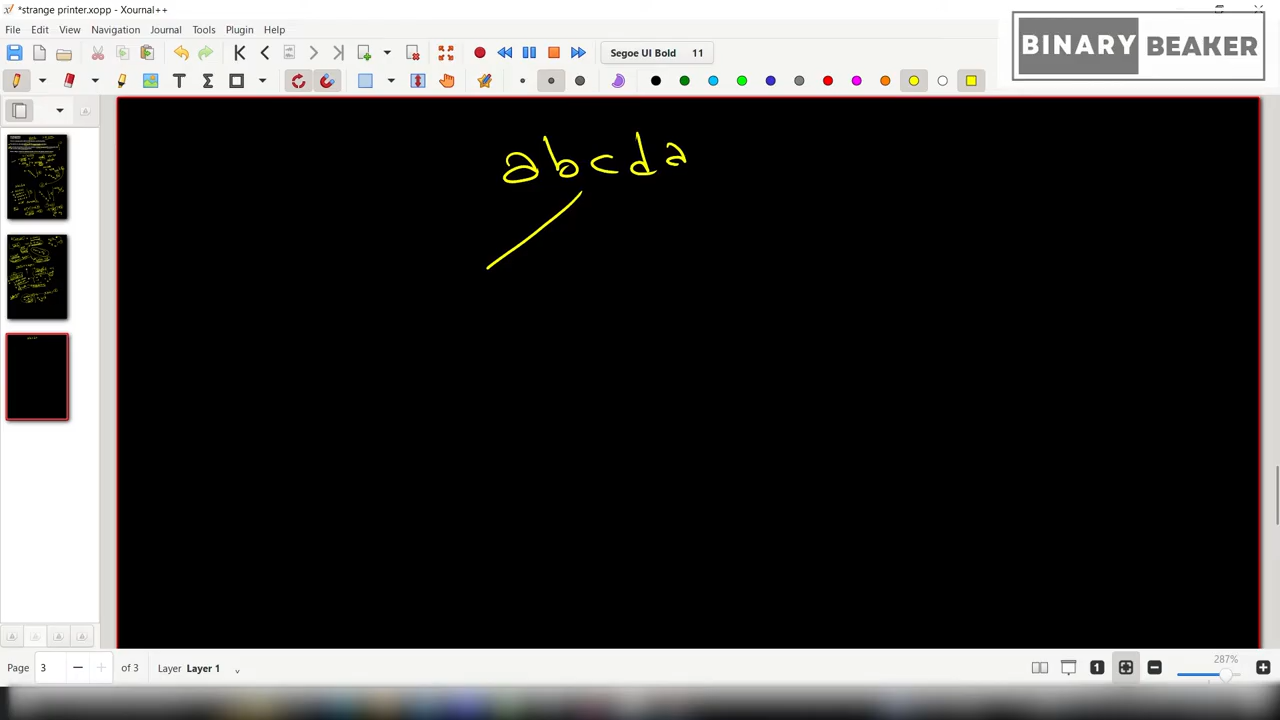 *strange printer.xopp - Xournal++
BINARY BEAKER
File Edit View Navigation Journal Tools Plugin Help
Segoe UI Bold 11
abcda
287%
Page 3 of 3 Layer Layer 1